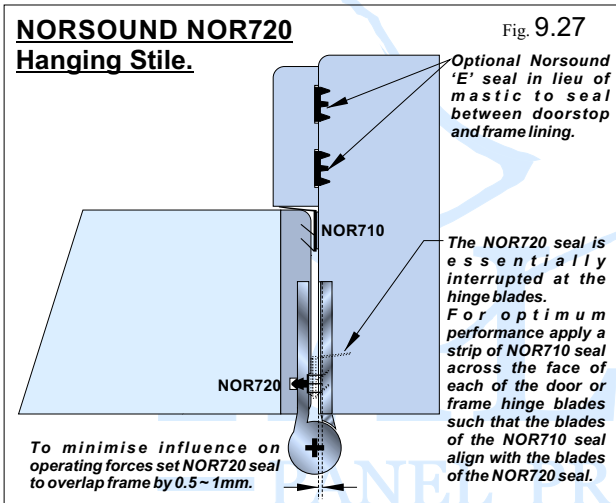 NORSOUND NOR720
Hanging Stile.
Fig. 9.27
Optional Norsound
‘E’ seal in lieu of
mastic to seal
between doorstop
and frame lining.
NOR710
The NOR720 seal is
essentially
interrupted at the
hinge blades.
For optimum
performance apply a
strip of NOR710 seal
across the face of
each of the door or
frame hinge blades
such that the blades
of the NOR710 seal
align with the blades
of the NOR720 seal.
NOR720
To minimise influence on
operating forces set NOR720 seal
to overlap frame by 0.5~1mm.
PANEL PR